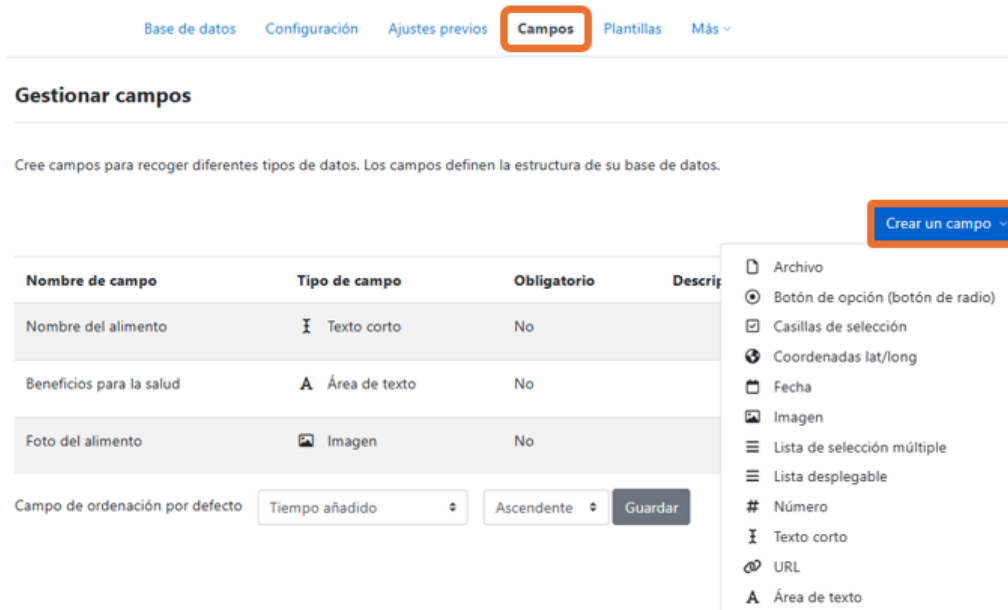 Base de datos Configuración Ajustes previos Campos Plantillas Más
Gestionar campos
Cree campos para recoger diferentes tipos de datos. Los campos definen la estructura de su base de datos.
Crear un campo
Nombre de campo Tipo de campo Obligatorio Descrip
Nombre del alimento Texto corto No
Beneficios para la salud Área de texto No
Foto del alimento Imagen No
Campo de ordenación por defecto Tiempo añadido Ascendente Guardar
Archivo
Botón de opción (botón de radio)
Casillas de selección
Coordenadas lat/long
Fecha
Imagen
Lista de selección múltiple
Lista desplegable
Número
Texto corto
URL
Área de texto